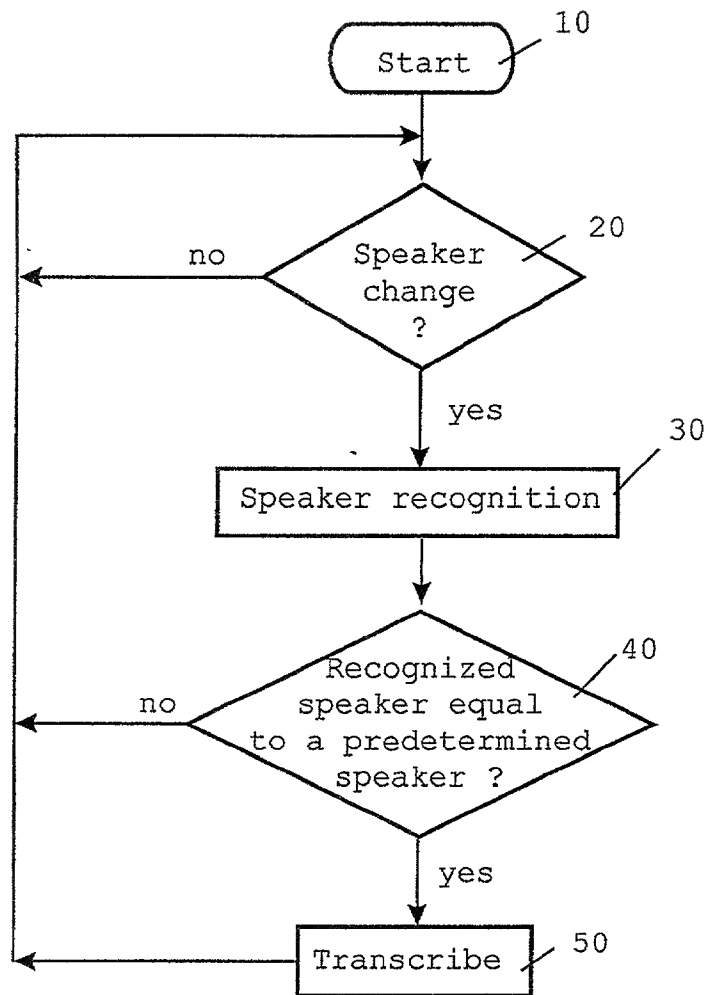 10
Start
20
Speaker
change
?
no
yes
30
Speaker recognition
40
Recognized
speaker equal
to a predetermined
speaker ?
no
yes
50
Transcribe